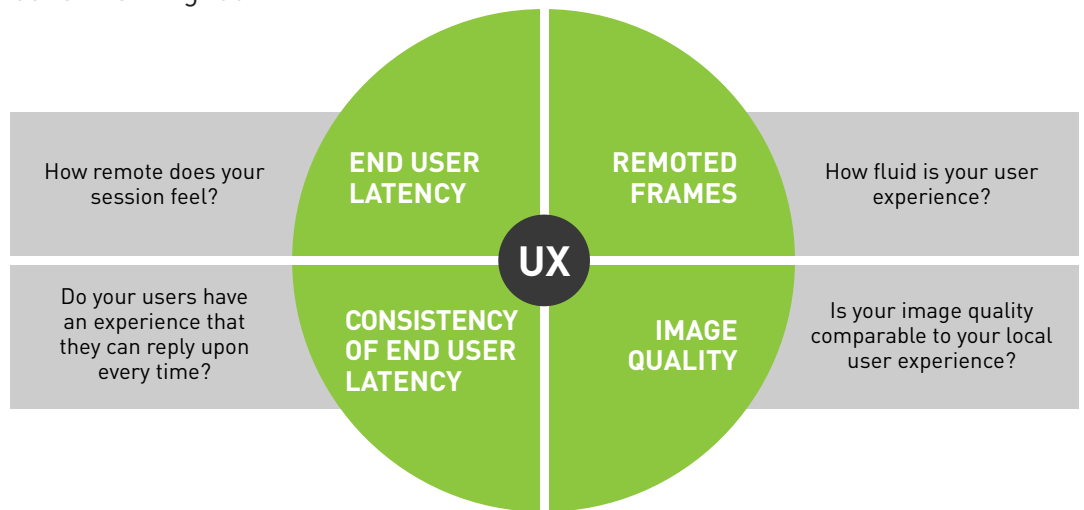 How remote does your
session feel?
END USER
LATENCY
REMOTED
FRAMES
How fluid is your user
experience?
UX
Do your users have
an experience that
they can reply upon
every time?
CONSISTENCY
OF END USER
LATENCY
IMAGE
QUALITY
Is your image quality
comparable to your local
user experience?